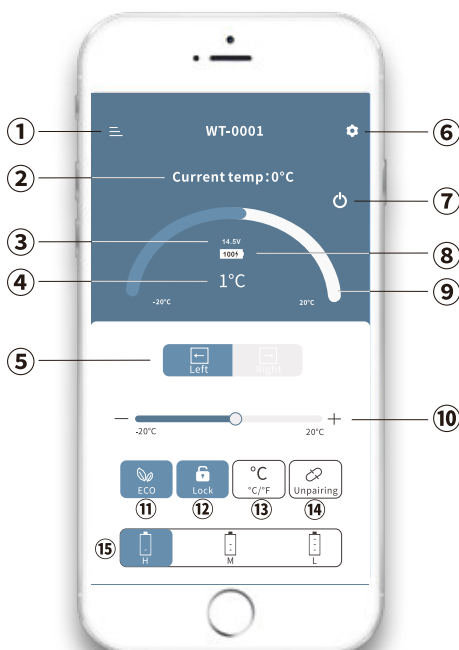 ① WT-0001 ⑥
② Current temp:0°C
⑦
③ 14.5V
100 ⑧
④ 1°C
⑨
-20°C 20°C
⑤ Left Right
− + ⑩
-20°C 20°C
ECO Lock °C °C/°F Unpairing
⑪ ⑫ ⑬ ⑭
⑮ H M L